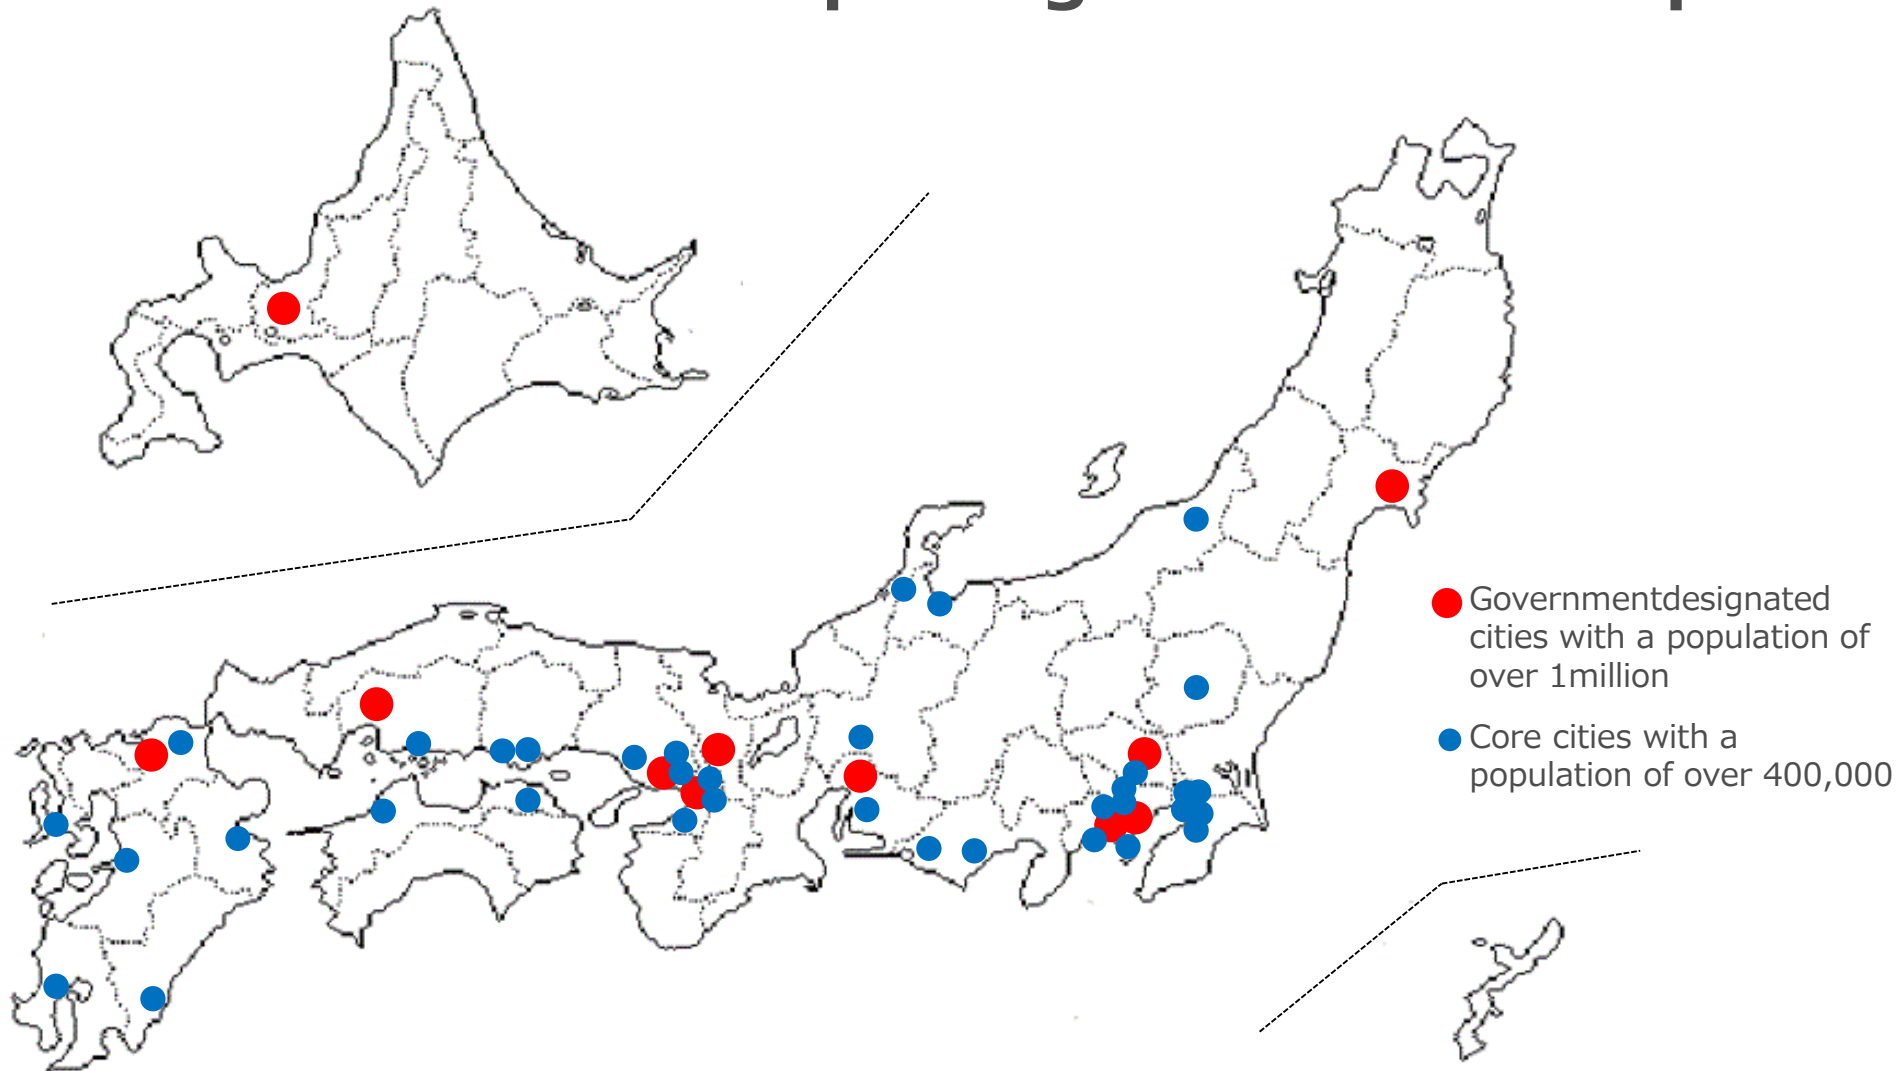 Governmentdesignated
cities with a population of
over 1million
Core cities with a
population of over 400,000